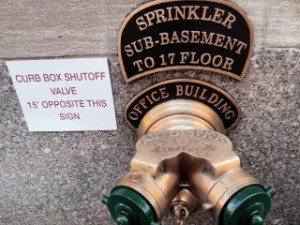 SPRINKLER
SUB-BASEMENT
TO 17 FLOOR
OFFICE BUILDING
CURB BOX SHUTOFF
VALVE
15' OPPOSITE THIS
SIGN